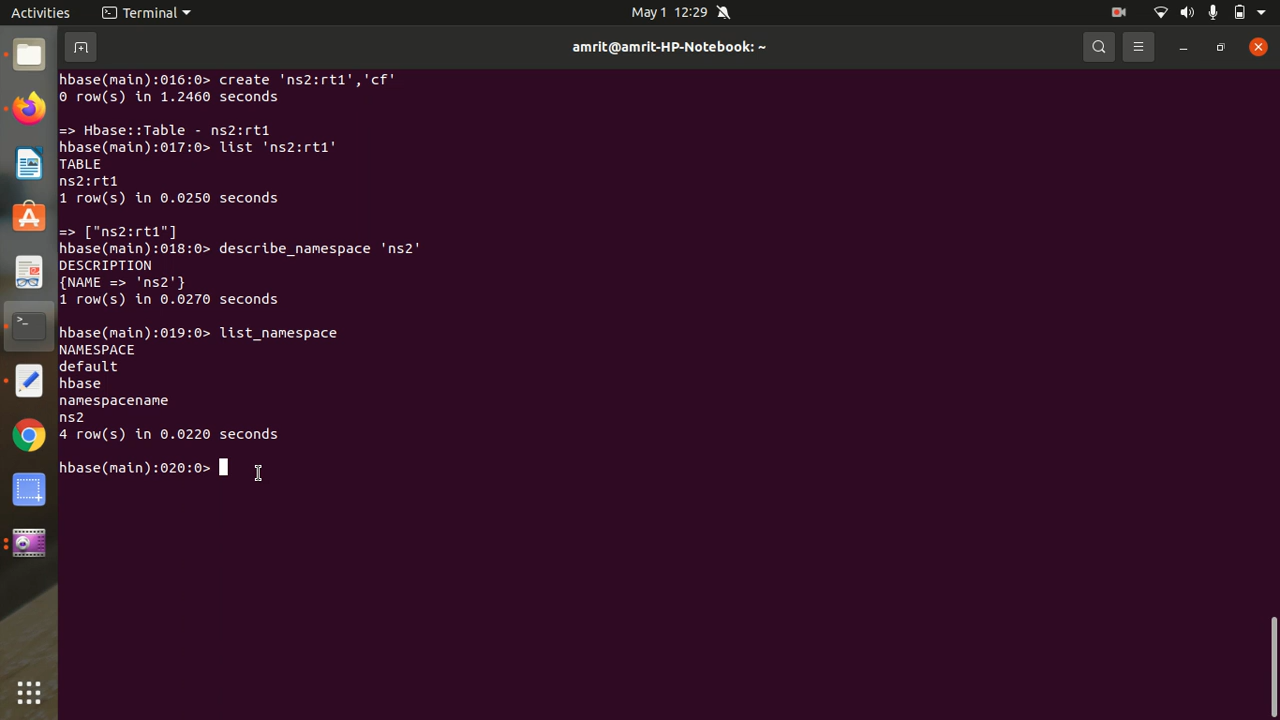 Activities
Terminal
May 1 12:29
amrit@amrit-HP-Notebook: ~
hbase(main):016:0> create 'ns2:rt1','cf'
0 row(s) in 1.2460 seconds
=> Hbase::Table - ns2:rt1
hbase(main):017:0> list 'ns2:rt1'
TABLE
ns2:rt1
1 row(s) in 0.0250 seconds
=> ["ns2:rt1"]
hbase(main):018:0> describe_namespace 'ns2'
DESCRIPTION
{NAME => 'ns2'}
1 row(s) in 0.0270 seconds
hbase(main):019:0> list_namespace
NAMESPACE
default
hbase
namespacename
ns2
4 row(s) in 0.0220 seconds
hbase(main):020:0>